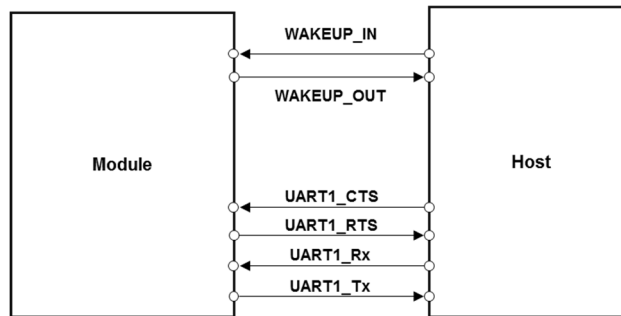 WAKEUP_IN
WAKEUP_OUT
Module
Host
UART1_CTS
UART1_RTS
UART1_Rx
UART1_Tx